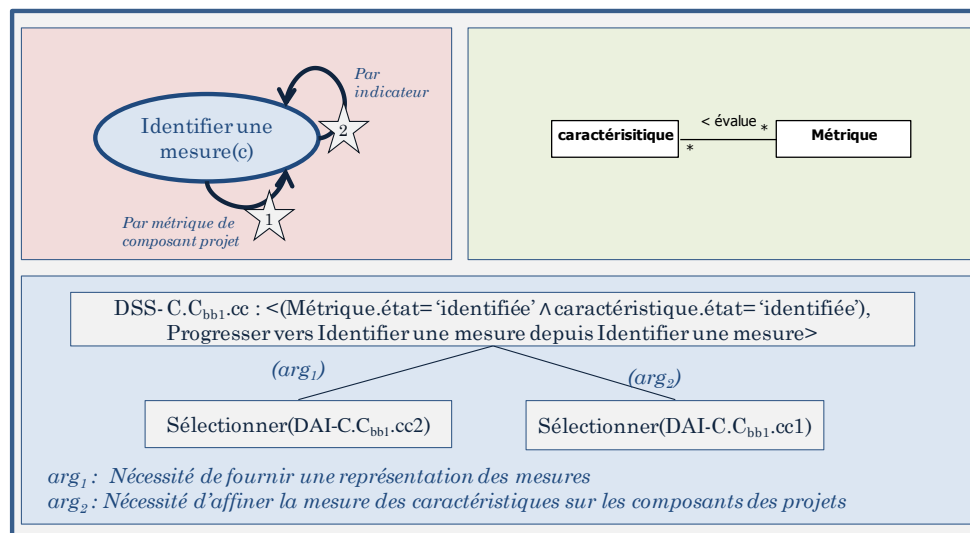 Par
indicateur
Identifier une
mesure(c)
2
1
Par métrique de
composant projet
caractérisitique
< évalue
*
*
Métrique
DSS- C.Cbb1.cc : <(Métrique.état= ‘identifiée’ ∧ caractéristique.état= ‘identifiée’),
Progresser vers Identifier une mesure depuis Identifier une mesure>
(arg1)
(arg2)
Sélectionner(DAI-C.Cbb1.cc2)
Sélectionner(DAI-C.Cbb1.cc1)
arg1 : Nécessité de fournir une représentation des mesures
arg2 : Nécessité d’affiner la mesure des caractéristiques sur les composants des projets